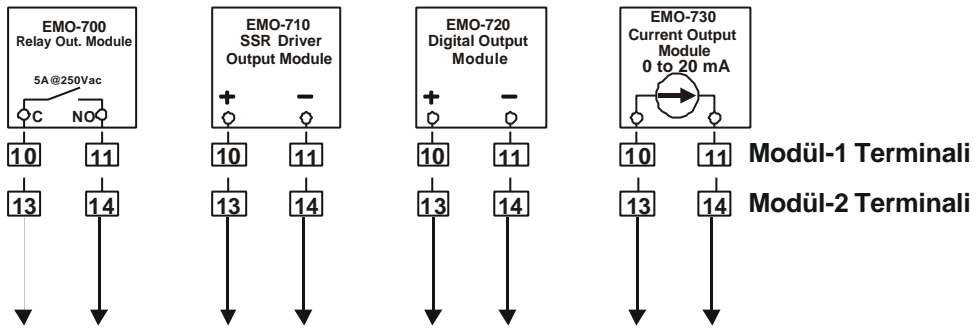 EMO-700
Relay Out. Module
5A@250Vac
C NO
10 11
13 14
EMO-710
SSR Driver
Output Module
+ −
10 11
13 14
EMO-720
Digital Output
Module
+ −
10 11
13 14
EMO-730
Current Output
Module
0 to 20 mA
10 11 Modül-1 Terminali
13 14 Modül-2 Terminali